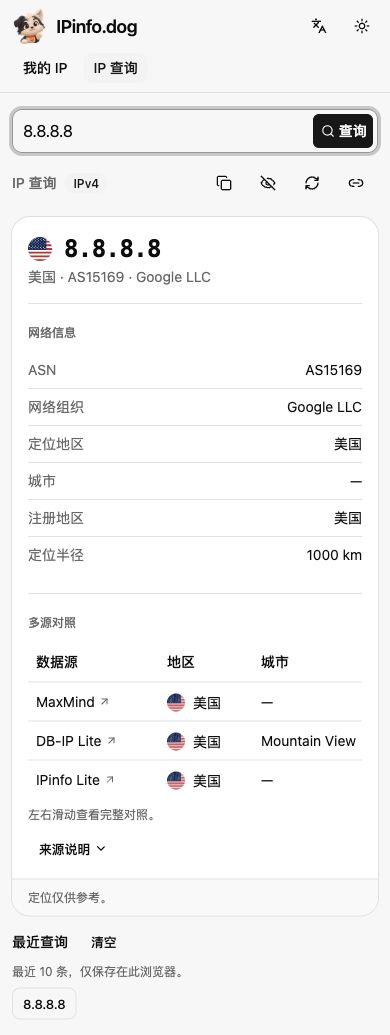 IPinfo.dog
我的 IP IP 查询
8.8.8.8 查询
IP 查询 IPv4
8.8.8.8
美国 · AS15169 · Google LLC
网络信息
ASN AS15169
网络组织 Google LLC
定位地区 美国
城市 —
注册地区 美国
定位半径 1000 km
多源对照
数据源 地区 城市
MaxMind ↗ 美国 —
DB-IP Lite ↗ 美国 Mountain View
IPinfo Lite ↗ 美国 —
左右滑动查看完整对照。
来源说明
定位仅供参考。
最近查询 清空
最近 10 条，仅保存在此浏览器。
8.8.8.8